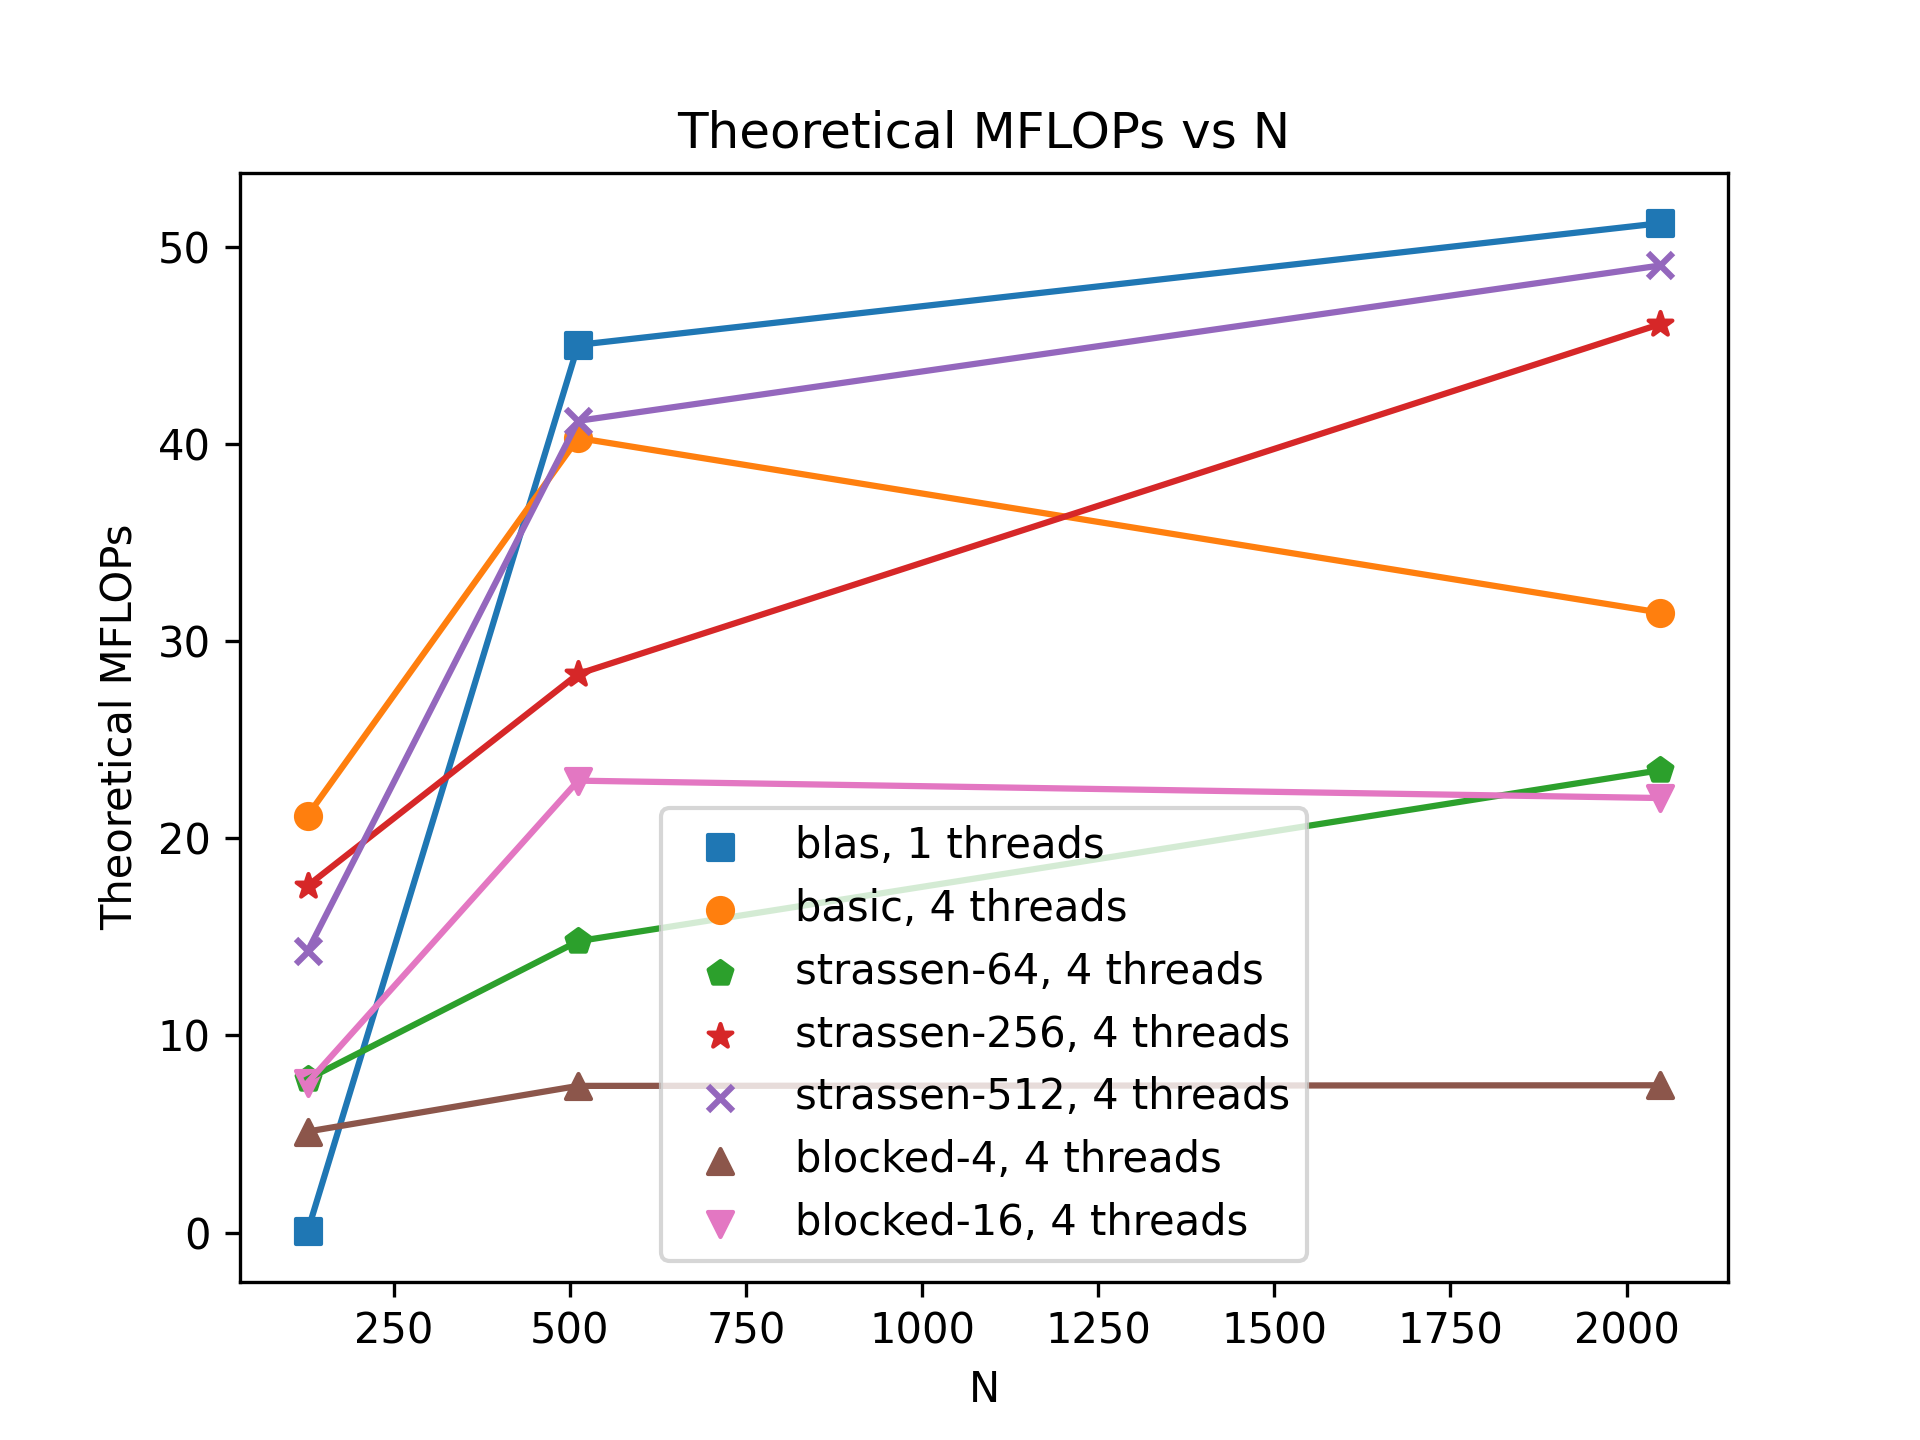 Theoretical MFLOPs vs N
Theoretical MFLOPs
50
40
30
20
10
0
blas, 1 threads
basic, 4 threads
strassen-64, 4 threads
strassen-256, 4 threads
strassen-512, 4 threads
blocked-4, 4 threads
blocked-16, 4 threads
250 500 750 1000 1250 1500 1750 2000
N